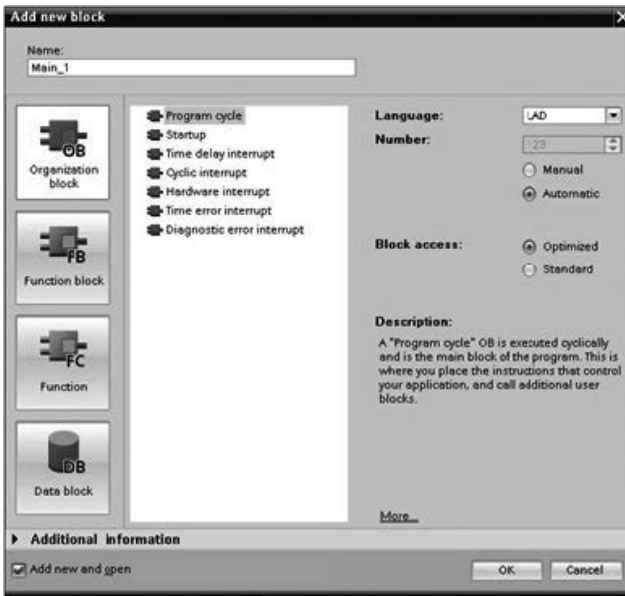 Add new block
Name:
Main_1
OB
Organization
block
FB
Function block
FC
Function
DB
Data block
Program cycle
Startup
Time delay interrupt
Cyclic interrupt
Hardware interrupt
Time error interrupt
Diagnostic error interrupt
Language:
LAD
Number:
123
Manual
Automatic
Block access:
Optimized
Standard
Description:
A "Program cycle" OB is executed cyclically
and is the main block of the program. This is
where you place the instructions that control
your application, and call additional user
blocks.
More...
Additional information
Add new and open
OK
Cancel